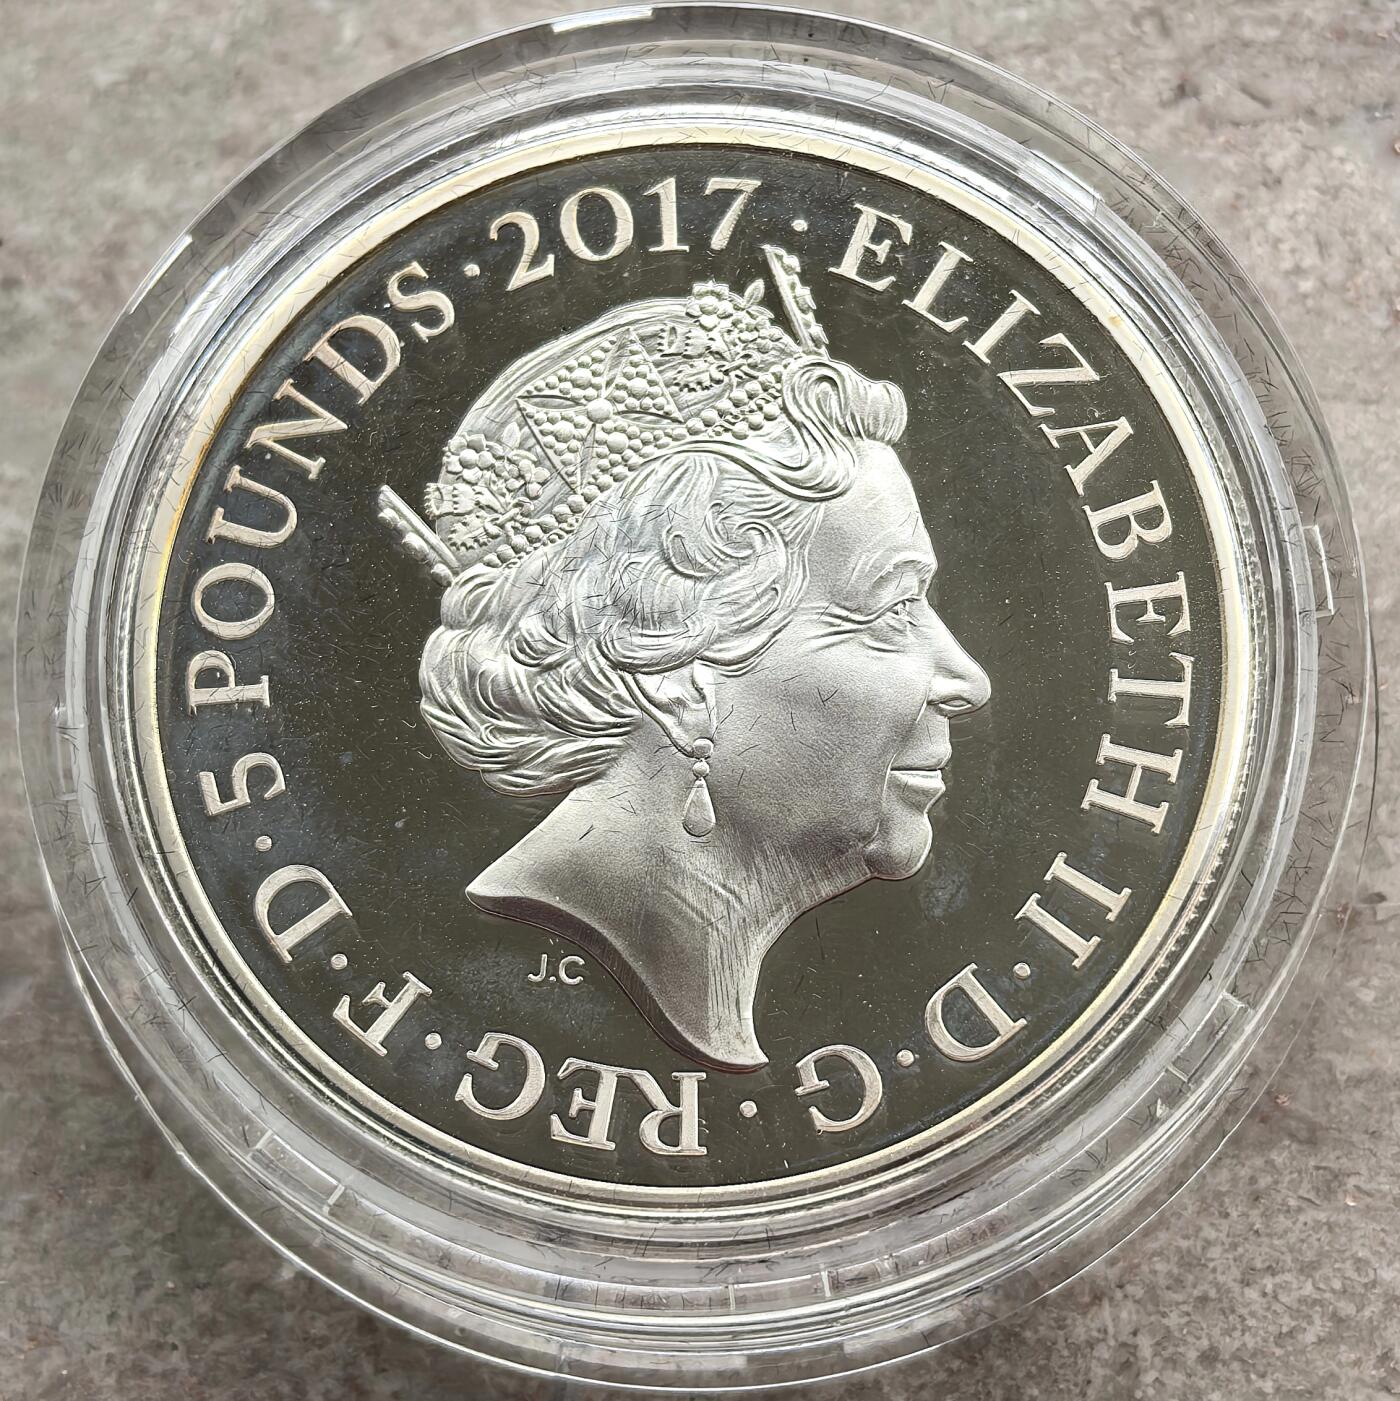 ELIZABETH II · D · G · REG · F · D · 5 POUNDS · 2017 ·
J.C